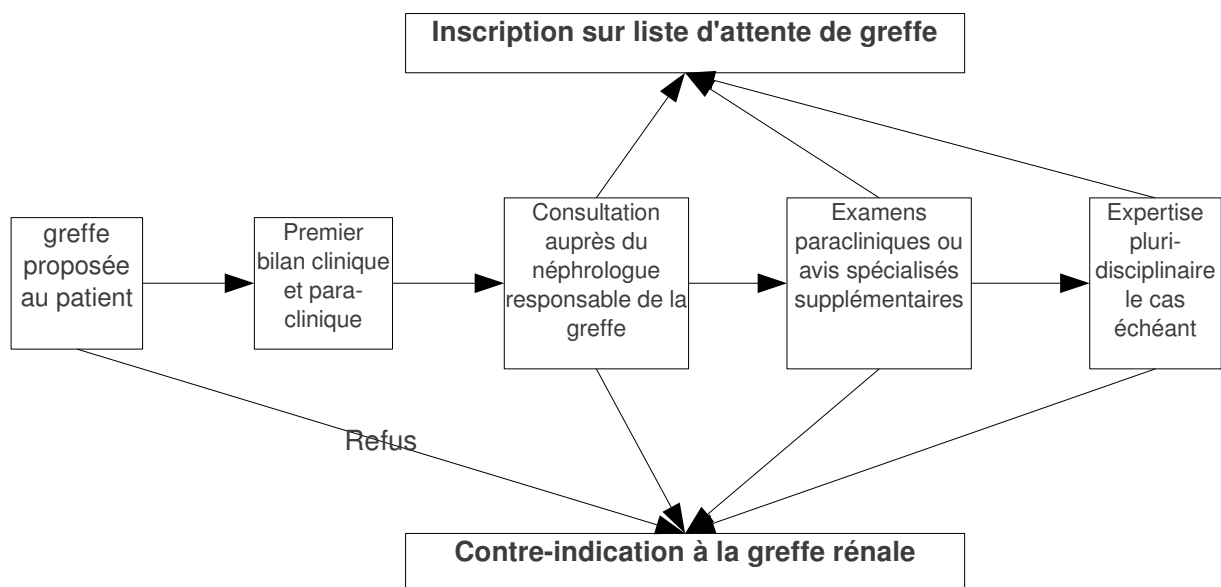 Inscription sur liste d'attente de greffe
greffe
proposée
au patient
Premier
bilan clinique
et para-
clinique
Consultation
auprès du
néphrologue
responsable de la
greffe
Examens
paracliniques ou
avis spécialisés
supplémentaires
Expertise
pluri-
disciplinaire
le cas
échéant
Refus
Contre-indication à la greffe rénale